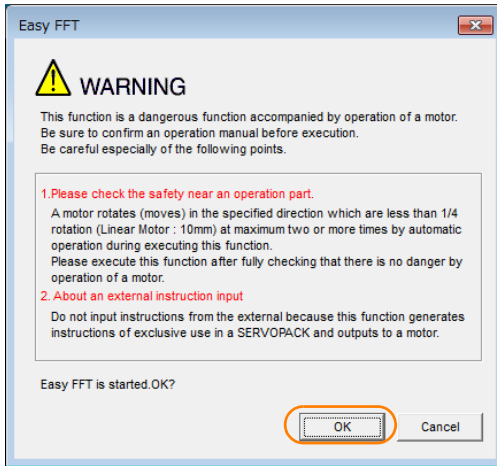 Easy FFT
WARNING
This function is a dangerous function accompanied by operation of a motor.
Be sure to confirm an operation manual before execution.
Be careful especially of the following points.
1.Please check the safety near an operation part.
A motor rotates (moves) in the specified direction which are less than 1/4
rotation (Linear Motor : 10mm) at maximum two or more times by automatic
operation during executing this function.
Please execute this function after fully checking that there is no danger by
operation of a motor.
2. About an external instruction input
Do not input instructions from the external because this function generates
instructions of exclusive use in a SERVOPACK and outputs to a motor.
Easy FFT is started.OK?
OK
Cancel